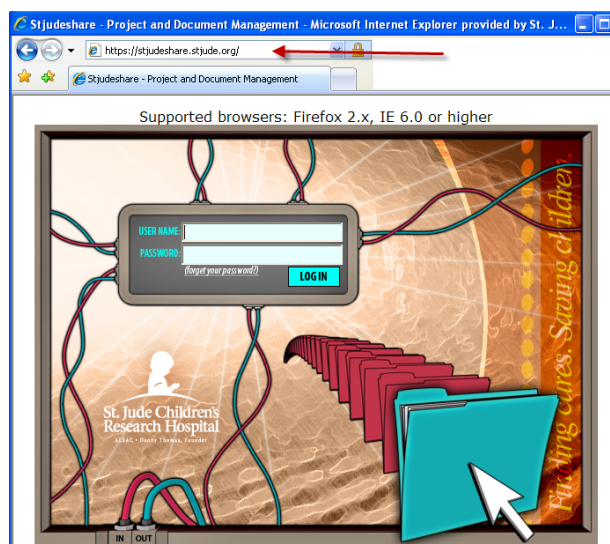 Stjudeshare - Project and Document Management - Microsoft Internet Explorer provided by St. J...
https://stjudeshare.stjude.org/
Stjudeshare - Project and Document Management
Supported browsers: Firefox 2.x, IE 6.0 or higher
USER NAME:
PASSWORD:
(forget your password?)
LOG IN
St. Jude Children's
Research Hospital
ALSAC • Danny Thomas, Founder
Finding cures. Saving children.
IN OUT